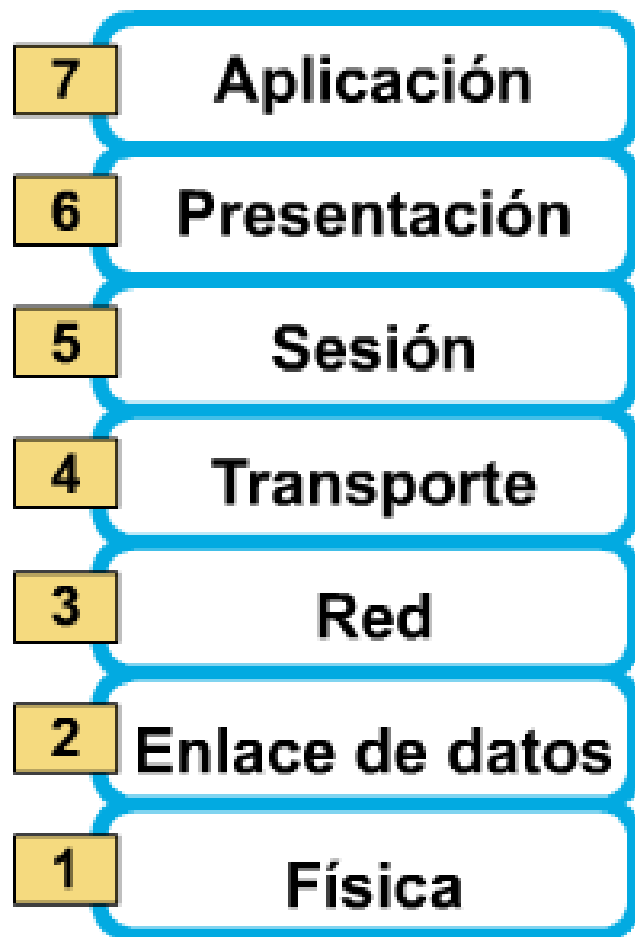 7 Aplicación
6 Presentación
5 Sesión
4 Transporte
3 Red
2 Enlace de datos
1 Física